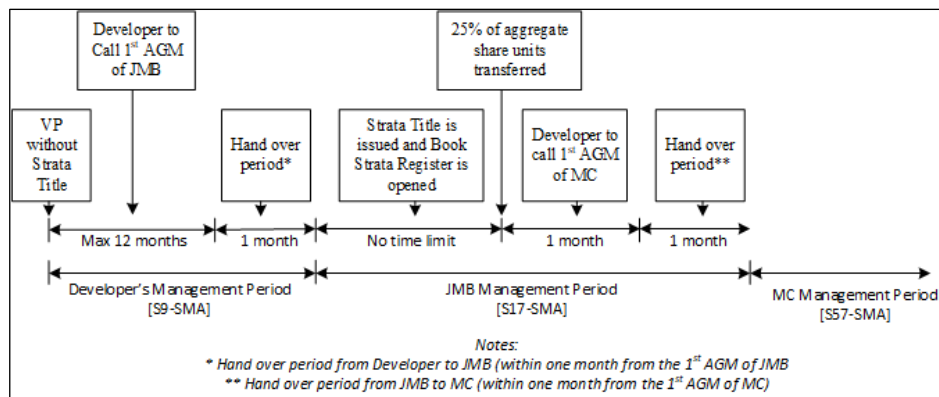 Developer to
Call 1st AGM
of JMB
25% of aggregate
share units
transferred
VP
without
Strata
Title
Hand over
period*
Strata Title is
issued and Book
Strata Register is
opened
Developer to
call 1st AGM
of MC
Hand over
period**
Max 12 months
1 month
No time limit
1 month
1 month
Developer's Management Period
[S9-SMA]
JMB Management Period
[S17-SMA]
MC Management Period
[S57-SMA]
Notes:
* Hand over period from Developer to JMB (within one month from the 1st AGM of JMB
** Hand over period from JMB to MC (within one month from the 1st AGM of MC)